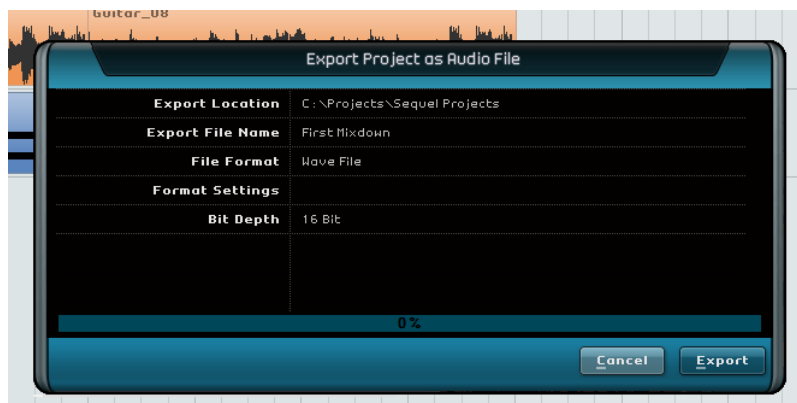 Guitar_08
Export Project as Audio File
Export Location C:\Projects\Sequel Projects
Export File Name First Mixdown
File Format Wave File
Format Settings
Bit Depth 16 Bit
0%
Cancel Export